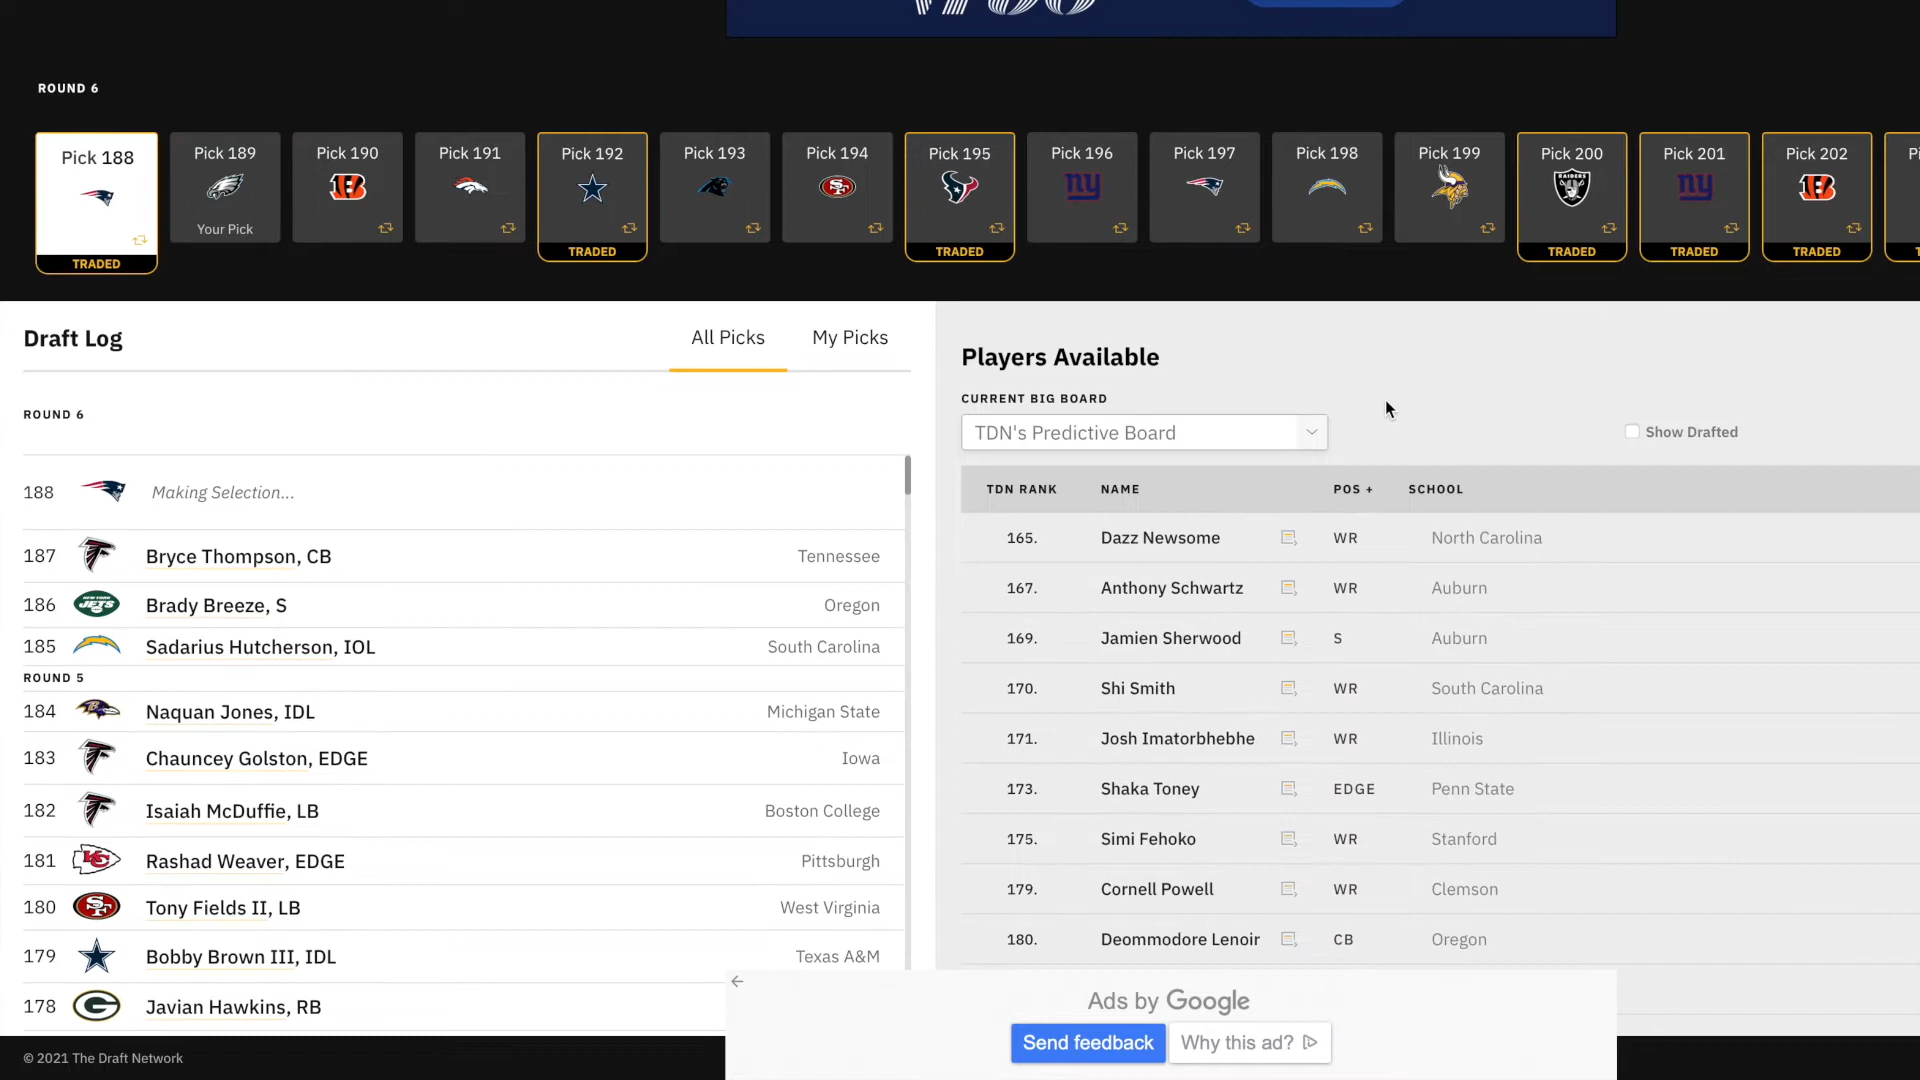 ROUND 6
Pick 188
TRADED
Pick 189
Your Pick
Pick 190
Pick 191
Pick 192
TRADED
Pick 193
Pick 194
Pick 195
TRADED
Pick 196
Pick 197
Pick 198
Pick 199
Pick 200
RAIDERS
TRADED
Pick 201
TRADED
Pick 202
TRADED
Draft Log
All Picks
My Picks
ROUND 6
188 Making Selection...
187 Bryce Thompson, CB Tennessee
186 JETS Brady Breeze, S Oregon
185 Sadarius Hutcherson, IOL South Carolina
ROUND 5
184 Naquan Jones, IDL Michigan State
183 Chauncey Golston, EDGE Iowa
182 Isaiah McDuffie, LB Boston College
181 Rashad Weaver, EDGE Pittsburgh
180 Tony Fields II, LB West Virginia
179 Bobby Brown III, IDL Texas A&M
178 Javian Hawkins, RB
Players Available
CURRENT BIG BOARD
TDN's Predictive Board
Show Drafted
TDN RANK NAME POS + SCHOOL
165. Dazz Newsome WR North Carolina
167. Anthony Schwartz WR Auburn
169. Jamien Sherwood S Auburn
170. Shi Smith WR South Carolina
171. Josh Imatorbhebhe WR Illinois
173. Shaka Toney EDGE Penn State
175. Simi Fehoko WR Stanford
179. Cornell Powell WR Clemson
180. Deommodore Lenoir CB Oregon
Ads by Google
Send feedback
Why this ad?
© 2021 The Draft Network